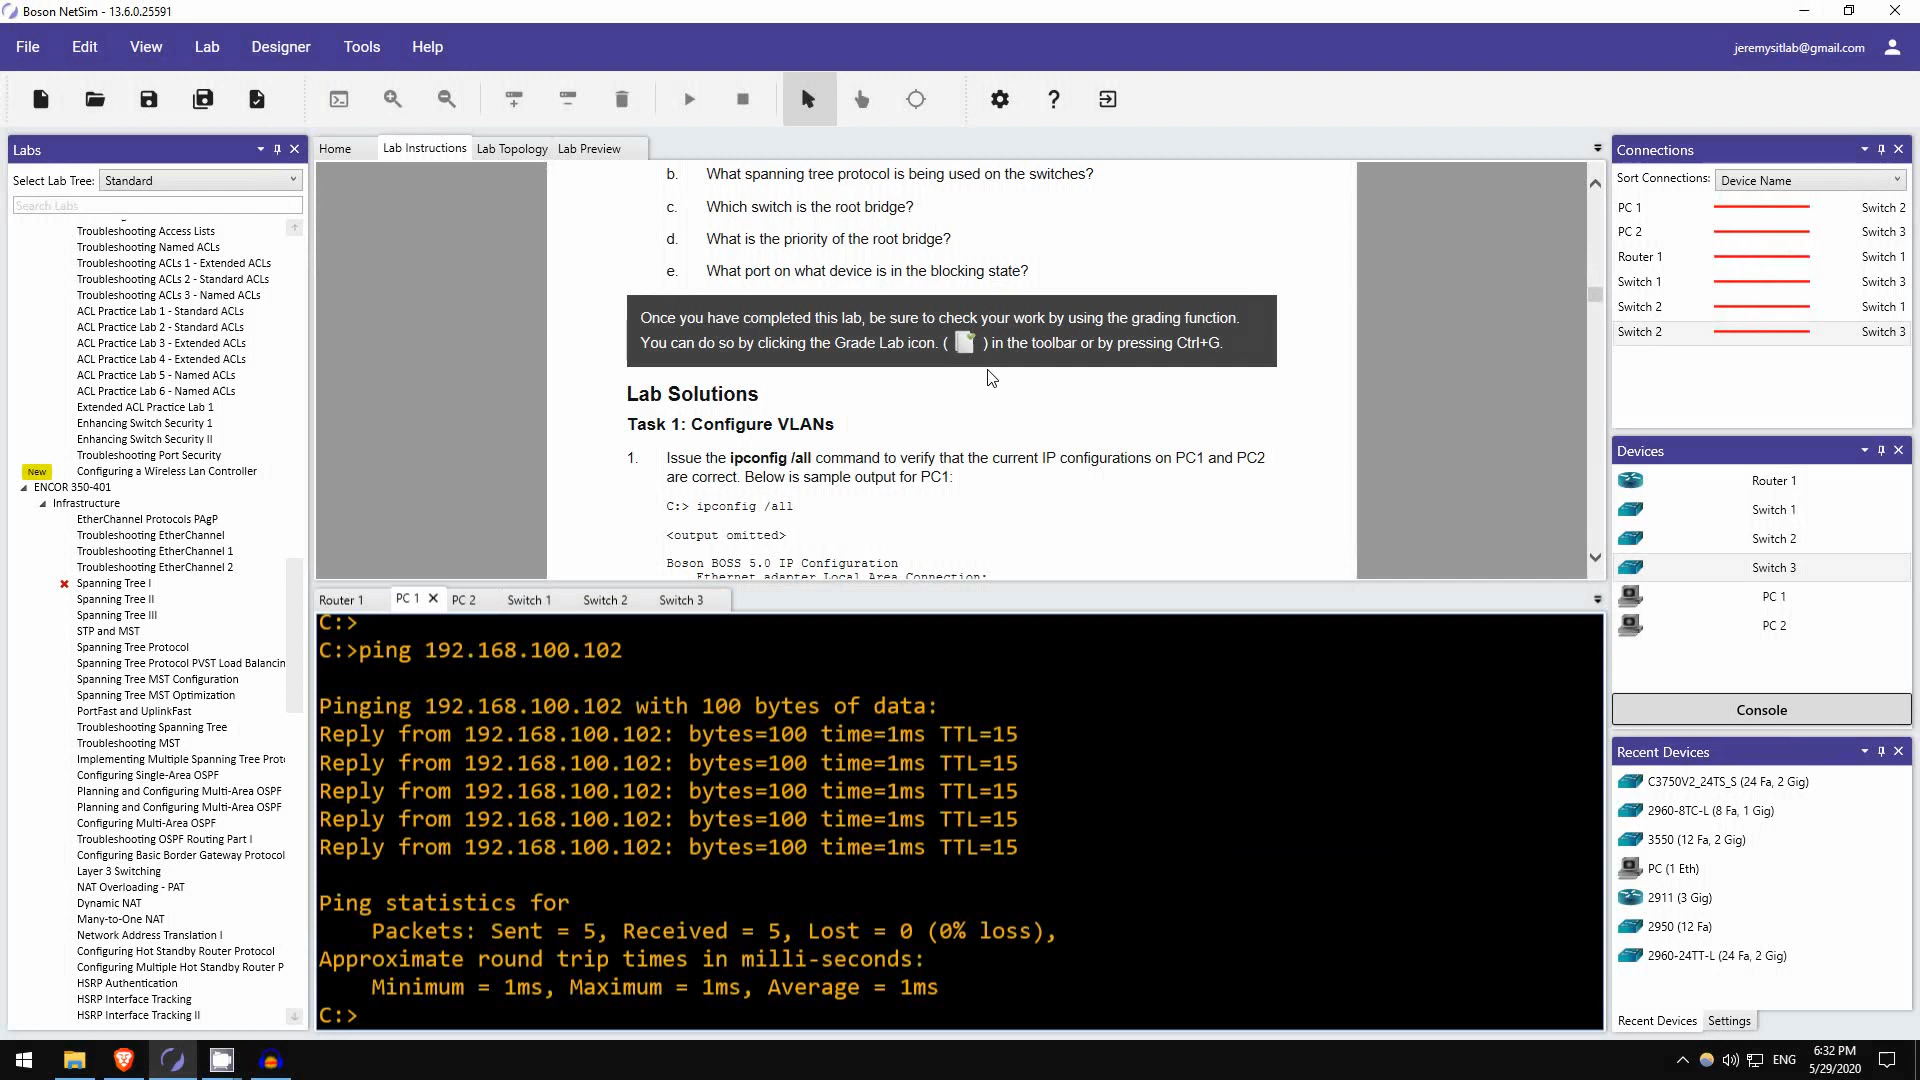 Boson NetSim - 13.6.0.25591
File Edit View Lab Designer Tools Help
jeremysitlab@gmail.com
Labs
Select Lab Tree: Standard
Search Labs
Troubleshooting Access Lists
Troubleshooting Named ACLs
Troubleshooting ACLs 1 - Extended ACLs
Troubleshooting ACLs 2 - Standard ACLs
Troubleshooting ACLs 3 - Named ACLs
ACL Practice Lab 1 - Standard ACLs
ACL Practice Lab 2 - Standard ACLs
ACL Practice Lab 3 - Extended ACLs
ACL Practice Lab 4 - Extended ACLs
ACL Practice Lab 5 - Named ACLs
ACL Practice Lab 6 - Named ACLs
Extended ACL Practice Lab 1
Enhancing Switch Security 1
Enhancing Switch Security II
Troubleshooting Port Security
New Configuring a Wireless Lan Controller
ENCOR 350-401
Infrastructure
EtherChannel Protocols PAgP
Troubleshooting EtherChannel
Troubleshooting EtherChannel 1
Troubleshooting EtherChannel 2
Spanning Tree I
Spanning Tree II
Spanning Tree III
STP and MST
Spanning Tree Protocol
Spanning Tree Protocol PVST Load Balancin
Spanning Tree MST Configuration
Spanning Tree MST Optimization
PortFast and UplinkFast
Troubleshooting Spanning Tree
Troubleshooting MST
Implementing Multiple Spanning Tree Proto
Configuring Single-Area OSPF
Planning and Configuring Multi-Area OSPF
Planning and Configuring Multi-Area OSPF
Configuring Multi-Area OSPF
Troubleshooting OSPF Routing Part I
Configuring Basic Border Gateway Protocol
Layer 3 Switching
NAT Overloading - PAT
Dynamic NAT
Many-to-One NAT
Network Address Translation I
Configuring Hot Standby Router Protocol
Configuring Multiple Hot Standby Router P
HSRP Authentication
HSRP Interface Tracking
HSRP Interface Tracking II
Home Lab Instructions Lab Topology Lab Preview
b. What spanning tree protocol is being used on the switches?
c. Which switch is the root bridge?
d. What is the priority of the root bridge?
e. What port on what device is in the blocking state?
Once you have completed this lab, be sure to check your work by using the grading function.
You can do so by clicking the Grade Lab icon. ( ) in the toolbar or by pressing Ctrl+G.
Lab Solutions
Task 1: Configure VLANs
1. Issue the ipconfig /all command to verify that the current IP configurations on PC1 and PC2
are correct. Below is sample output for PC1:
C:> ipconfig /all
<output omitted>
Boson BOSS 5.0 IP Configuration
Ethernet adapter Local Area Connection:
Router 1 PC 1 PC 2 Switch 1 Switch 2 Switch 3
C:>
C:>ping 192.168.100.102
Pinging 192.168.100.102 with 100 bytes of data:
Reply from 192.168.100.102: bytes=100 time=1ms TTL=15
Reply from 192.168.100.102: bytes=100 time=1ms TTL=15
Reply from 192.168.100.102: bytes=100 time=1ms TTL=15
Reply from 192.168.100.102: bytes=100 time=1ms TTL=15
Reply from 192.168.100.102: bytes=100 time=1ms TTL=15
Ping statistics for
Packets: Sent = 5, Received = 5, Lost = 0 (0% loss),
Approximate round trip times in milli-seconds:
Minimum = 1ms, Maximum = 1ms, Average = 1ms
C:>
Connections
Sort Connections: Device Name
PC 1 Switch 2
PC 2 Switch 3
Router 1 Switch 1
Switch 1 Switch 3
Switch 2 Switch 1
Switch 2 Switch 3
Devices
Router 1
Switch 1
Switch 2
Switch 3
PC 1
PC 2
Console
Recent Devices
C3750V2_24TS_S (24 Fa, 2 Gig)
2960-8TC-L (8 Fa, 1 Gig)
3550 (12 Fa, 2 Gig)
PC (1 Eth)
2911 (3 Gig)
2950 (12 Fa)
2960-24TT-L (24 Fa, 2 Gig)
Recent Devices Settings
ENG
6:32 PM
5/29/2020